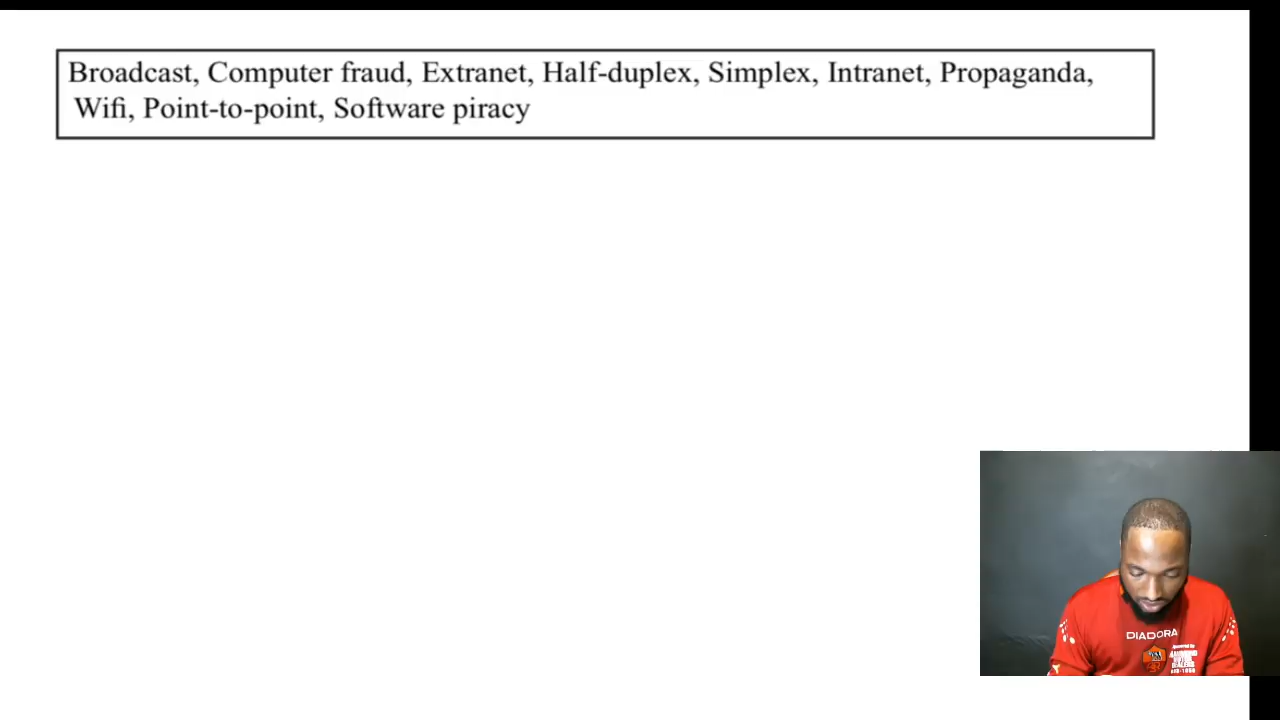 Broadcast, Computer fraud, Extranet, Half-duplex, Simplex, Intranet, Propaganda,
Wifi, Point-to-point, Software piracy
DIADORA